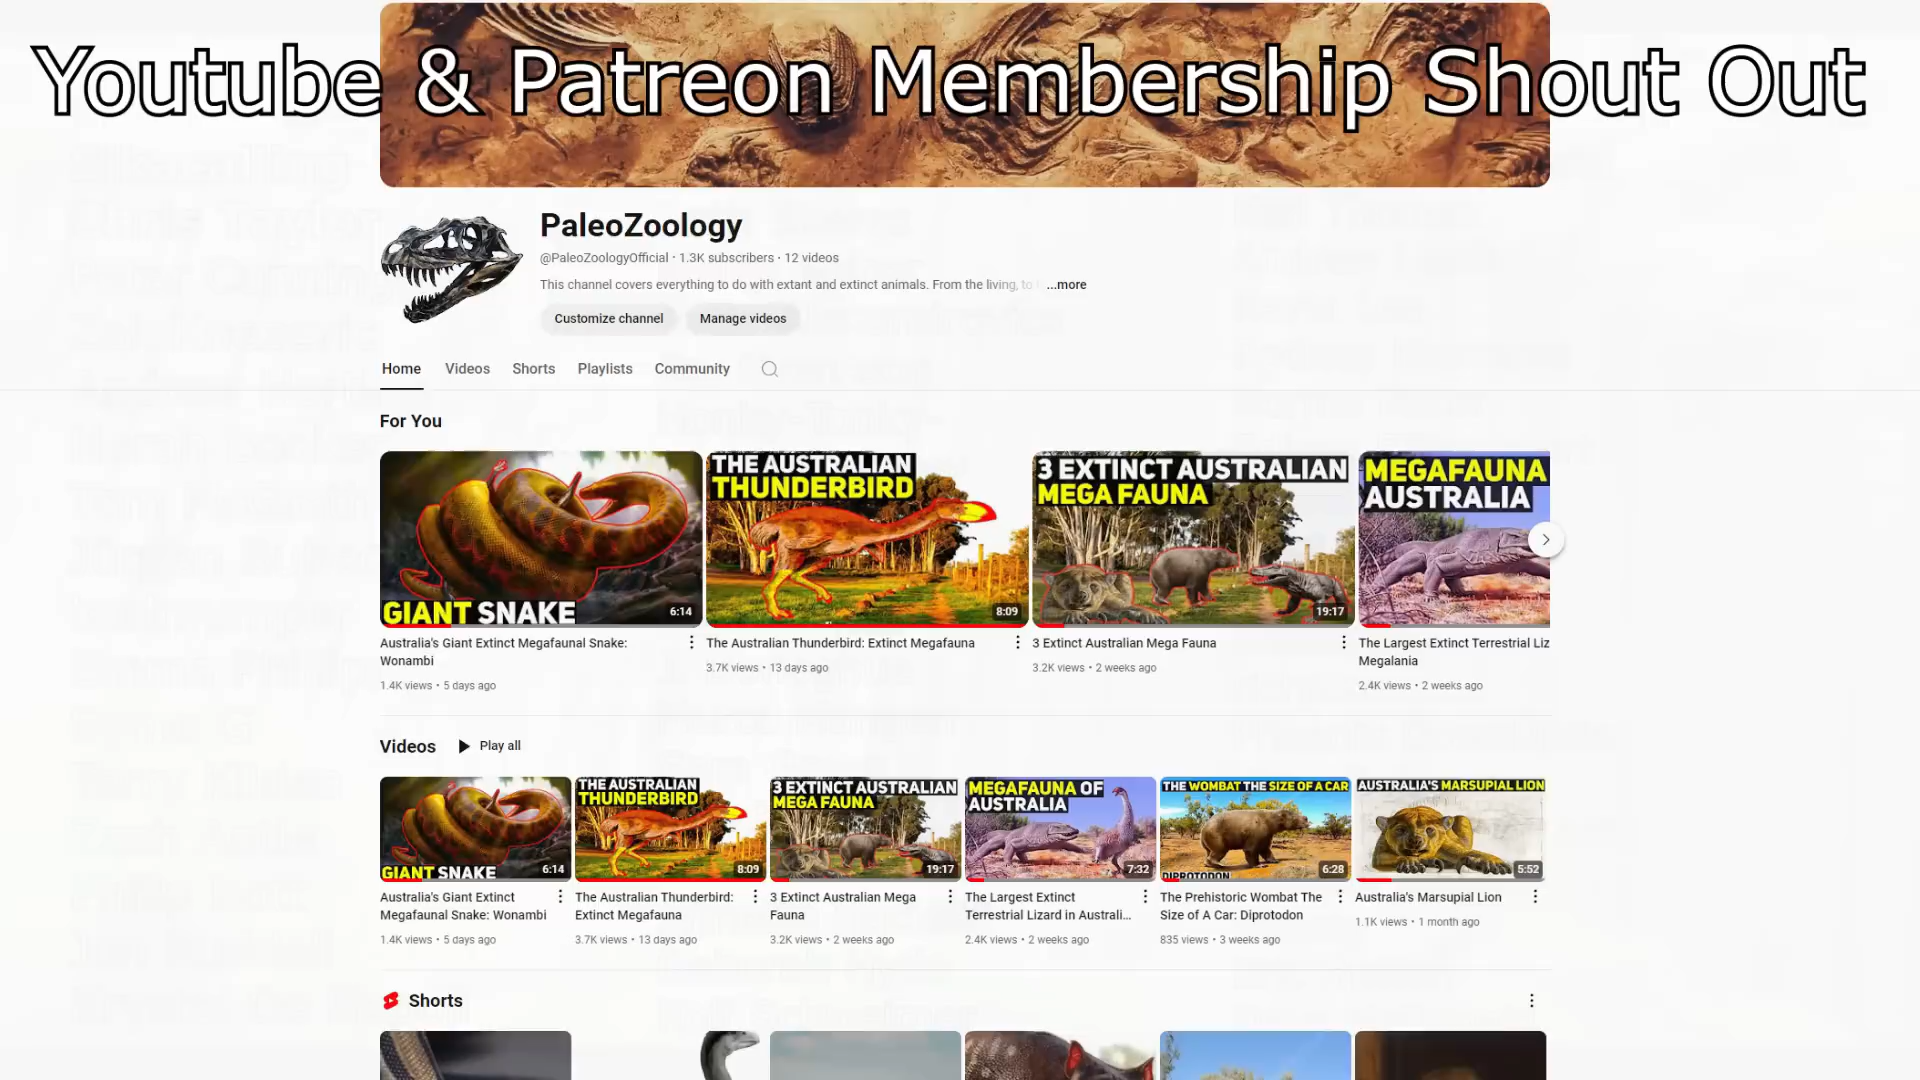 Youtube & Patreon Membership Shout Out
PaleoZoology
@PaleoZoologyOfficial · 1.3K subscribers · 12 videos
This channel covers everything to do with extant and extinct animals. From the living, to ...more
Customize channel Manage videos
Home Videos Shorts Playlists Community
For You
GIANT SNAKE
6:14
THE AUSTRALIAN
THUNDERBIRD
8:09
3 EXTINCT AUSTRALIAN
MEGA FAUNA
19:17
MEGAFAUNA
AUSTRALIA
Australia's Giant Extinct Megafaunal Snake:
Wonambi
1.4K views • 5 days ago
The Australian Thunderbird: Extinct Megafauna
3.7K views • 13 days ago
3 Extinct Australian Mega Fauna
3.2K views • 2 weeks ago
The Largest Extinct Terrestrial Liz
Megalania
2.4K views • 2 weeks ago
Videos Play all
GIANT SNAKE
6:14
THE AUSTRALIAN
THUNDERBIRD
8:09
3 EXTINCT AUSTRALIAN
MEGA FAUNA
19:17
MEGAFAUNA OF
AUSTRALIA
7:32
THE WOMBAT THE SIZE OF A CAR
DIPROTODON
6:28
AUSTRALIA'S MARSUPIAL LION
5:52
Australia's Giant Extinct
Megafaunal Snake: Wonambi
1.4K views • 5 days ago
The Australian Thunderbird:
Extinct Megafauna
3.7K views • 13 days ago
3 Extinct Australian Mega
Fauna
3.2K views • 2 weeks ago
The Largest Extinct
Terrestrial Lizard in Australi...
2.4K views • 2 weeks ago
The Prehistoric Wombat The
Size of A Car: Diprotodon
835 views • 3 weeks ago
Australia's Marsupial Lion
1.1K views • 1 month ago
Shorts